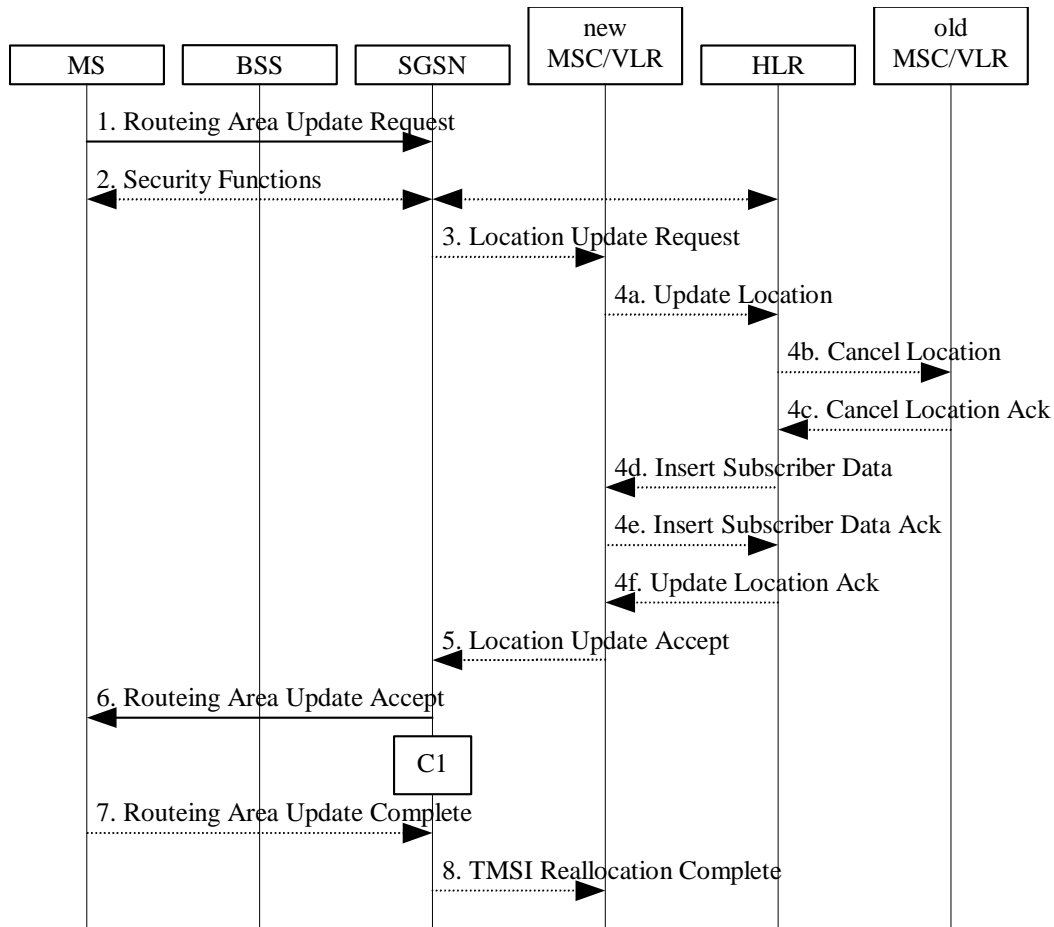 new
old
MSC/VLR
MSC/VLR
MS
BSS
SGSN
HLR
1. Routeing Area Update Request
2. Security Functions
3. Location Update Request
4a. Update Location
4b. Cancel Location
4c. Cancel Location Ack
4d. Insert Subscriber Data
4e. Insert Subscriber Data Ack
4f. Update Location Ack
5. Location Update Accept
6. Routeing Area Update Accept
C1
7. Routeing Area Update Complete
8. TMSI Reallocation Complete